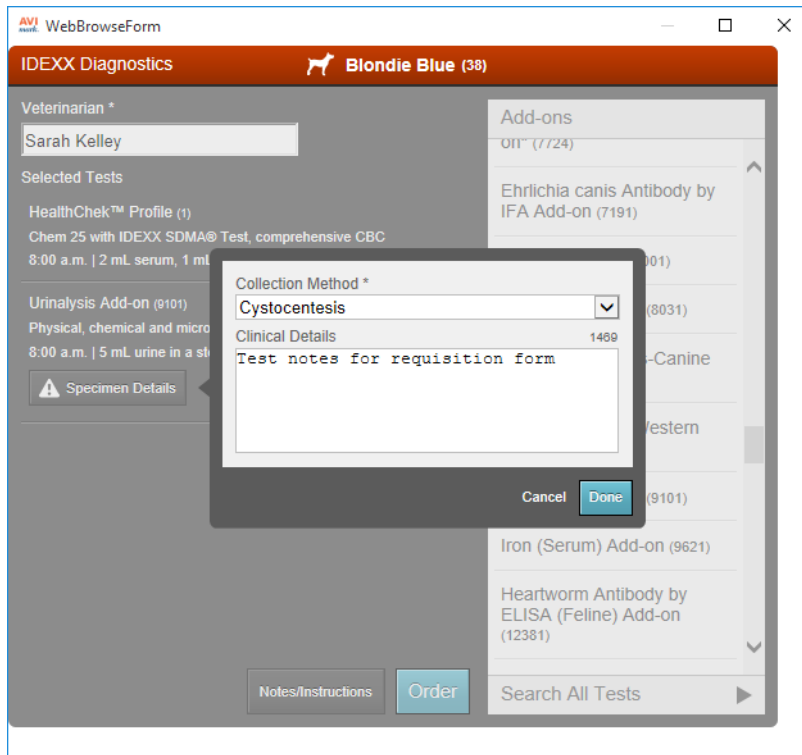 AVI
mark.
WebBrowseForm
IDEXX Diagnostics
Blondie Blue (38)
Veterinarian *
Sarah Kelley
Selected Tests
HealthChek™ Profile (1)
Chem 25 with IDEXX SDMA® Test, comprehensive CBC
8:00 a.m. | 2 mL serum, 1 mL
Urinalysis Add-on (9101)
Physical, chemical and micro
8:00 a.m. | 5 mL urine in a
Specimen Details
Collection Method *
Cystocentesis
Clinical Details
1469
Test notes for requisition form
Cancel
Done
Notes/Instructions
Order
Add-ons
on" (7724)
Ehrlichia canis Antibody by
IFA Add-on (7191)
001)
(8031)
s-Canine
Western
(9101)
Iron (Serum) Add-on (9621)
Heartworm Antibody by
ELISA (Feline) Add-on
(12381)
Search All Tests